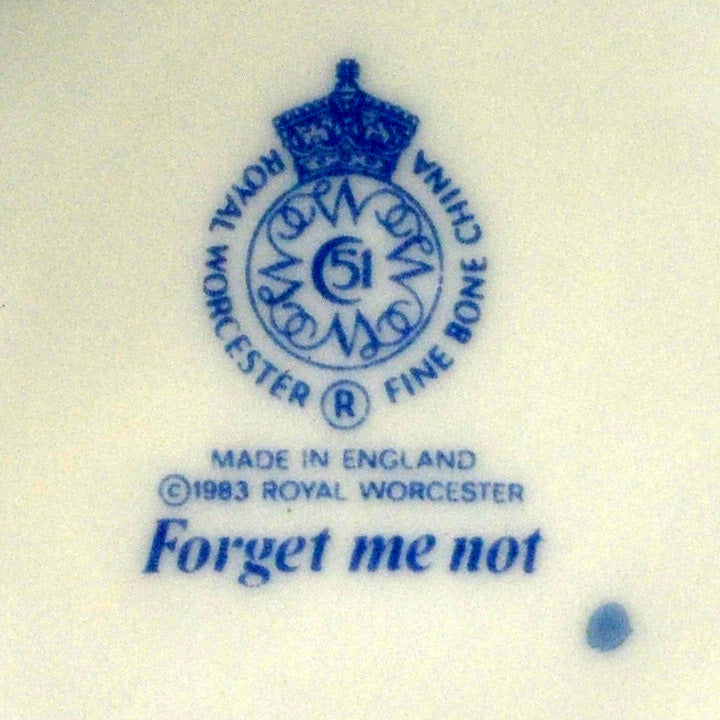 ROYAL WORCESTER
FINE BONE CHINA
51
R
MADE IN ENGLAND
©1983 ROYAL WORCESTER
Forget me not